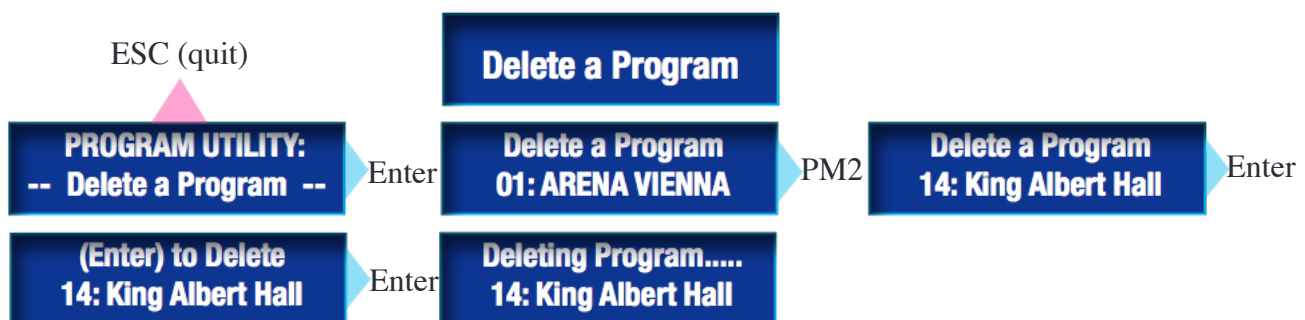 ESC (quit)
Delete a Program
PROGRAM UTILITY:
-- Delete a Program --
Enter
Delete a Program
01: ARENA VIENNA
PM2
Delete a Program
14: King Albert Hall
Enter
(Enter) to Delete
14: King Albert Hall
Enter
Deleting Program.....
14: King Albert Hall